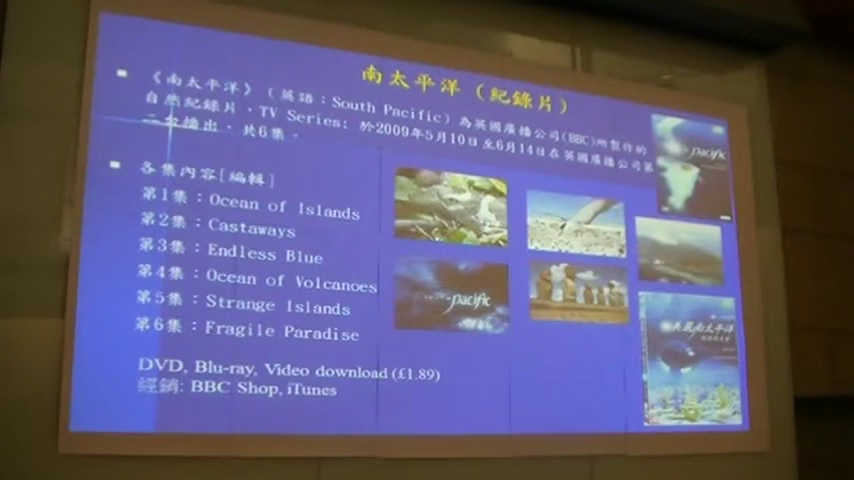 南太平洋（紀錄片）
《南太平洋》（英語：South Pacific）為英國廣播公司(BBC)所製作的
自然紀錄片，TV Series; 於2009年5月10日至6月14日在英國廣播公司第
二台播出，共6集。
各集內容[編輯]
第1集：Ocean of Islands
第2集：Castaways
第3集：Endless Blue
第4集：Ocean of Volcanoes
第5集：Strange Islands
第6集：Fragile Paradise
DVD, Blu-ray, Video download (£1.89)
經銷: BBC Shop, iTunes
pacific
pacific
美麗南太平洋